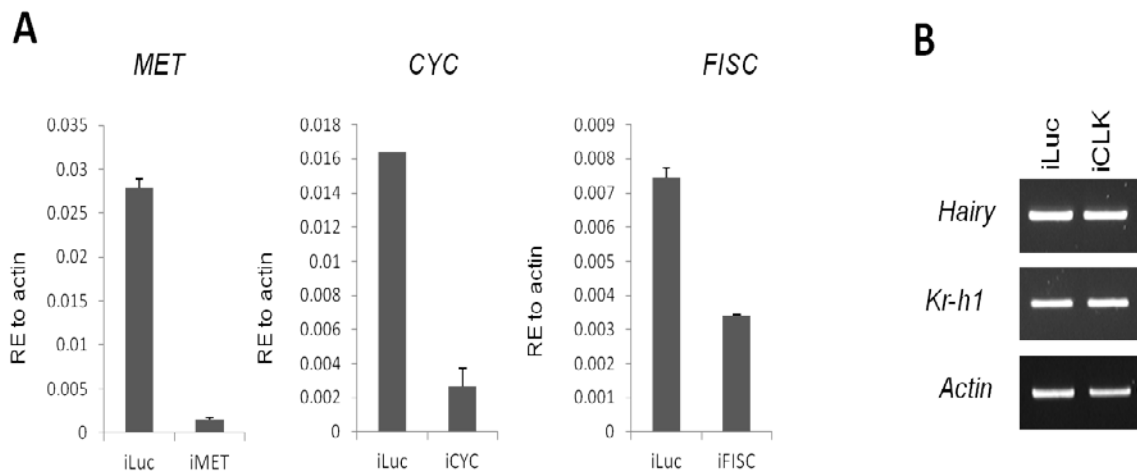 A
MET
RE to actin
0.035
0.03
0.025
0.02
0.015
0.01
0.005
0
iLuc iMET
CYC
RE to actin
0.018
0.016
0.014
0.012
0.01
0.008
0.006
0.004
0.002
0
iLuc iCYC
FISC
RE to actin
0.009
0.008
0.007
0.006
0.005
0.004
0.003
0.002
0.001
0
iLuc iFISC
B
iLuc
iCLK
Hairy
Kr-h1
Actin